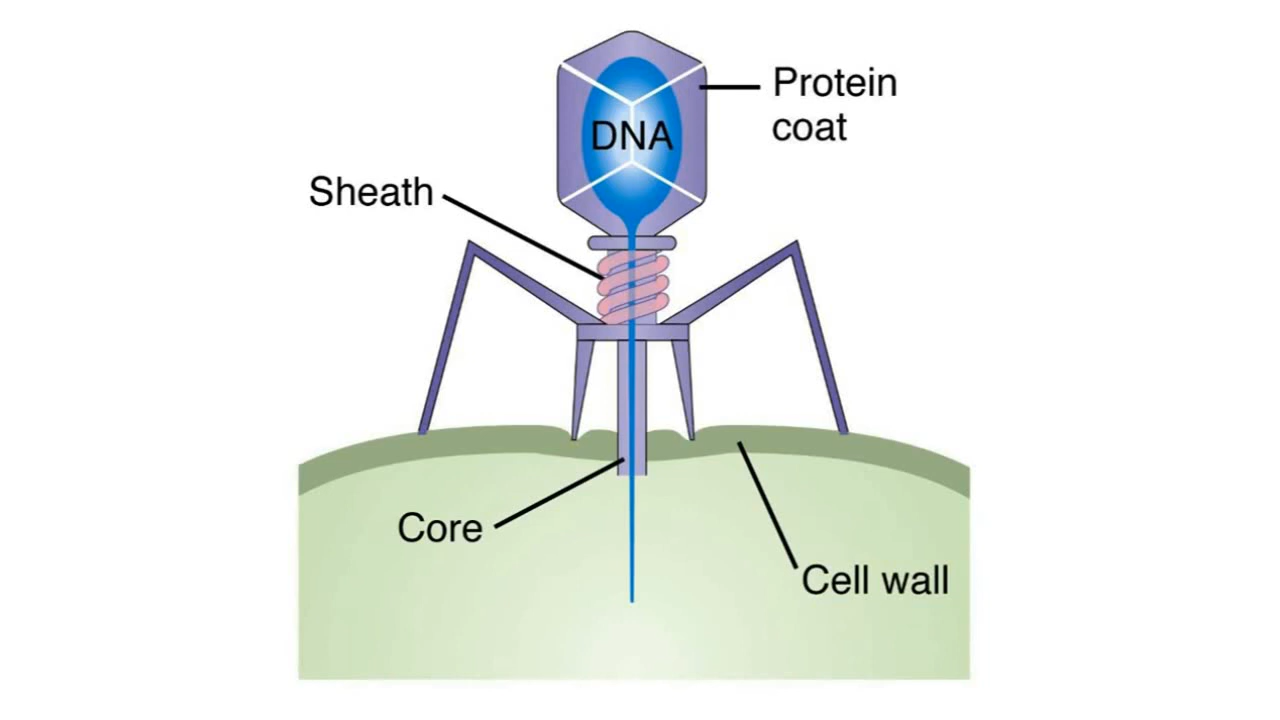 Protein
coat
DNA
Sheath
Core
Cell wall